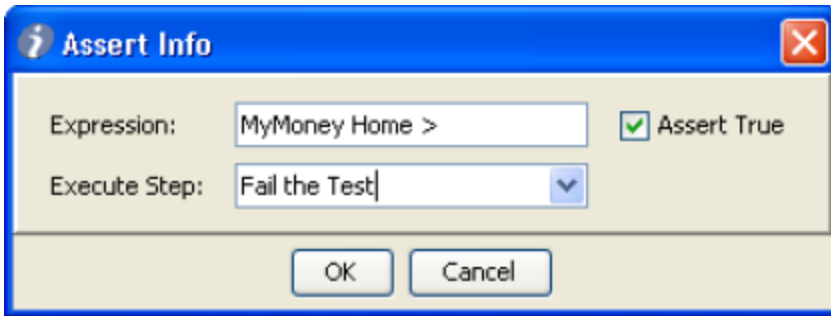 Assert Info
Expression: MyMoney Home > Assert True
Execute Step: Fail the Test
OK Cancel